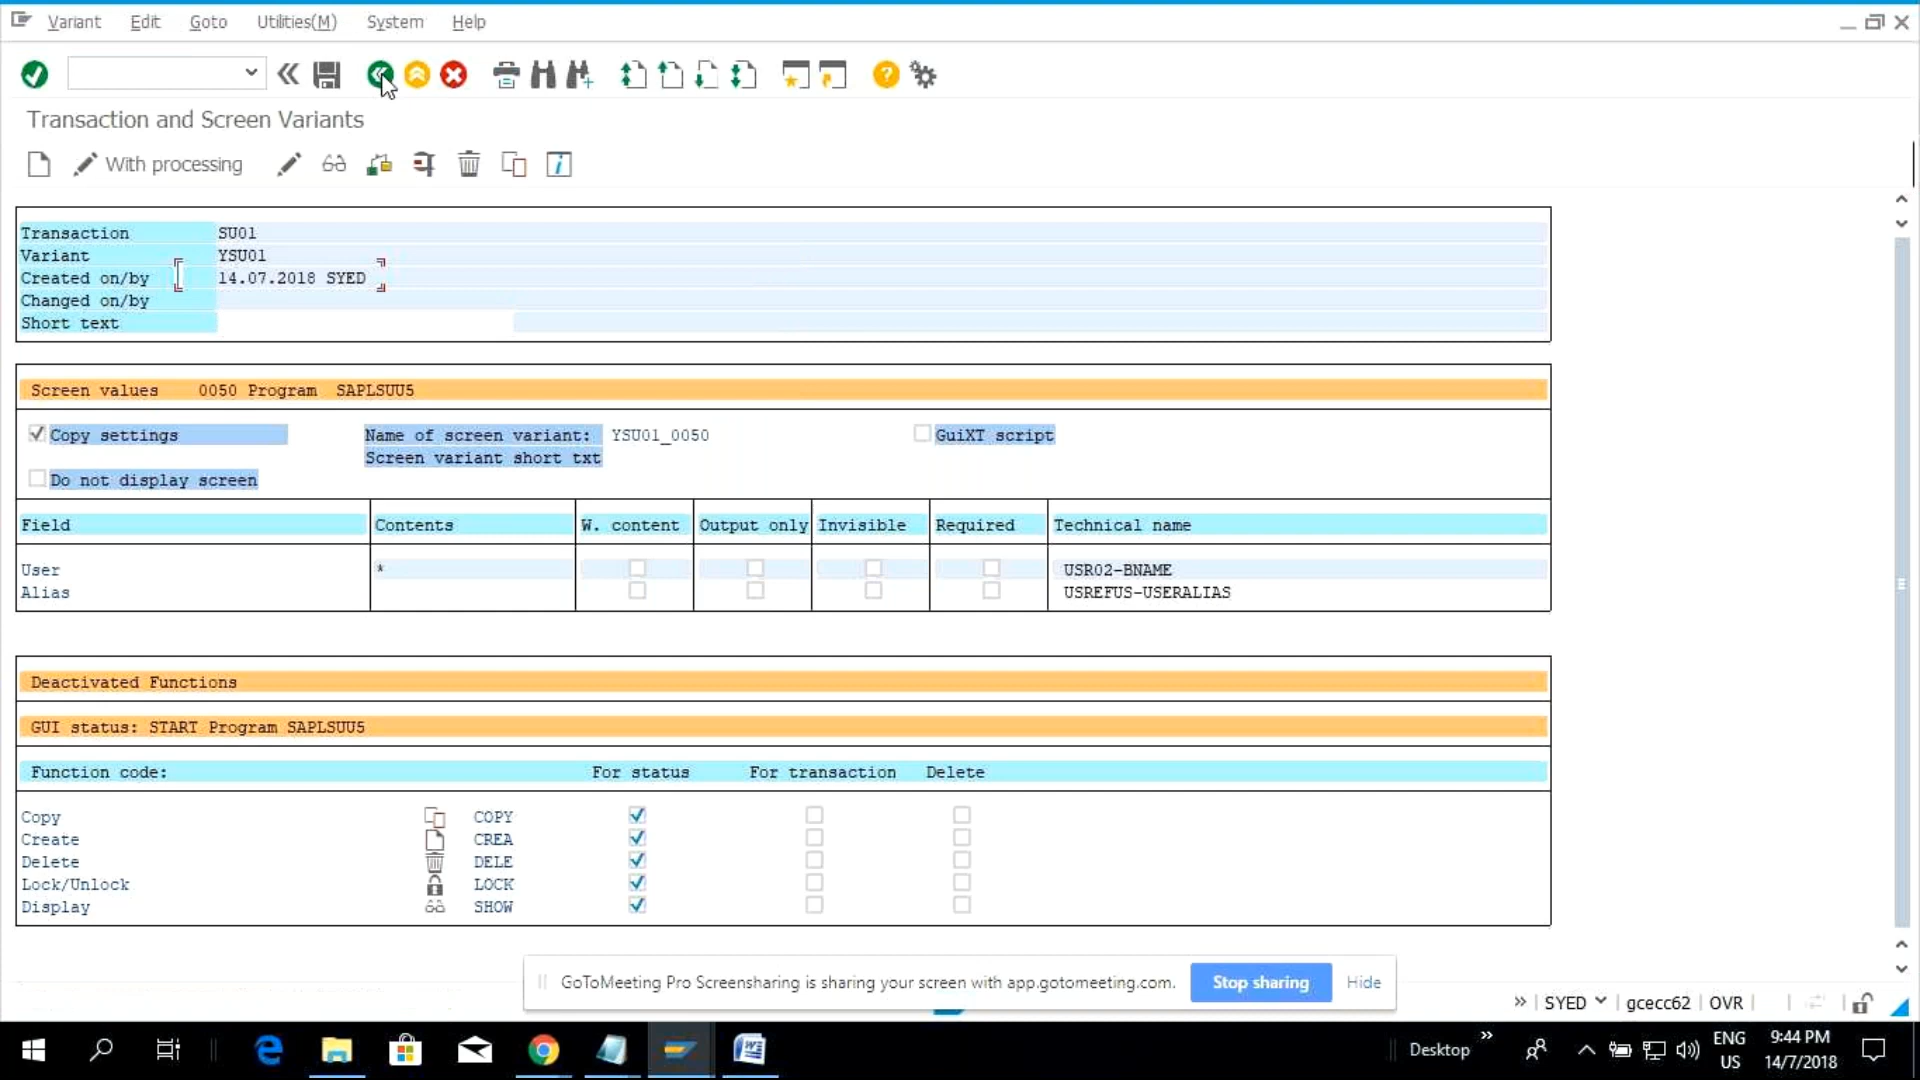 Variant Edit Goto Utilities(M) System Help
Transaction and Screen Variants
With processing
Transaction SU01
Variant YSU01
Created on/by 14.07.2018 SYED
Changed on/by
Short text
Screen values 0050 Program SAPLSUU5
Copy settings Name of screen variant: YSU01_0050 GuiXT script
Screen variant short txt
Do not display screen
Field Contents W. content Output only Invisible Required Technical name
User * USR02-BNAME
Alias USREFUS-USERALIAS
Deactivated Functions
GUI status: START Program SAPLSUU5
Function code: For status For transaction Delete
Copy COPY
Create CREA
Delete DELE
Lock/Unlock LOCK
Display SHOW
GoToMeeting Pro Screensharing is sharing your screen with app.gotomeeting.com. Stop sharing Hide
SYED gcecc62 OVR
Desktop ENG US 9:44 PM 14/7/2018